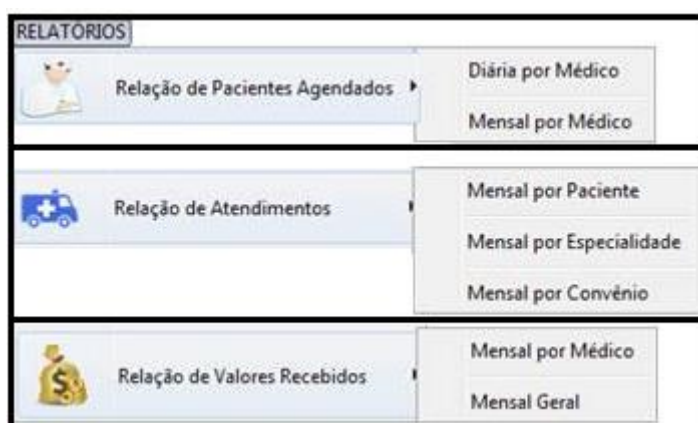 RELATÓRIOS
Relação de Pacientes Agendados
Diária por Médico
Mensal por Médico
Relação de Atendimentos
Mensal por Paciente
Mensal por Especialidade
Mensal por Convênio
Relação de Valores Recebidos
Mensal por Médico
Mensal Geral